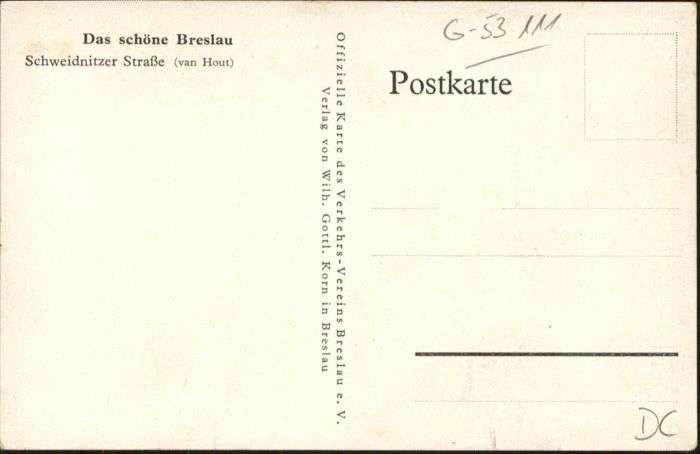 Das schöne Breslau
Schweidnitzer Straße (van Hout)
Offizielle Karte des Verkehrs-Vereins Breslau e. V.
Verlag von Wilh. Gottl. Korn in Breslau
G-53 111
Postkarte
DC